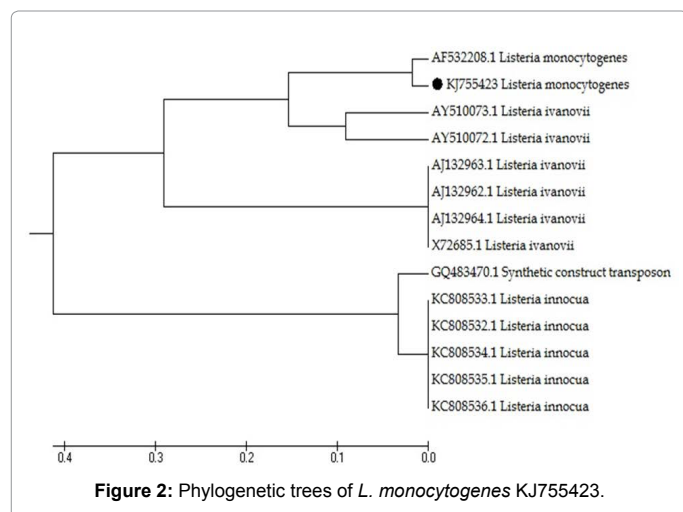 AF532208.1 Listeria monocytogenes
KJ755423 Listeria monocytogenes
AY510073.1 Listeria ivanovii
AY510072.1 Listeria ivanovii
AJ132963.1 Listeria ivanovii
AJ132962.1 Listeria ivanovii
AJ132964.1 Listeria ivanovii
X72685.1 Listeria ivanovii
GQ483470.1 Synthetic construct transposon
KC808533.1 Listeria innocua
KC808532.1 Listeria innocua
KC808534.1 Listeria innocua
KC808535.1 Listeria innocua
KC808536.1 Listeria innocua
0.4 0.3 0.2 0.1 0.0
Figure 2: Phylogenetic trees of L. monocytogenes KJ755423.